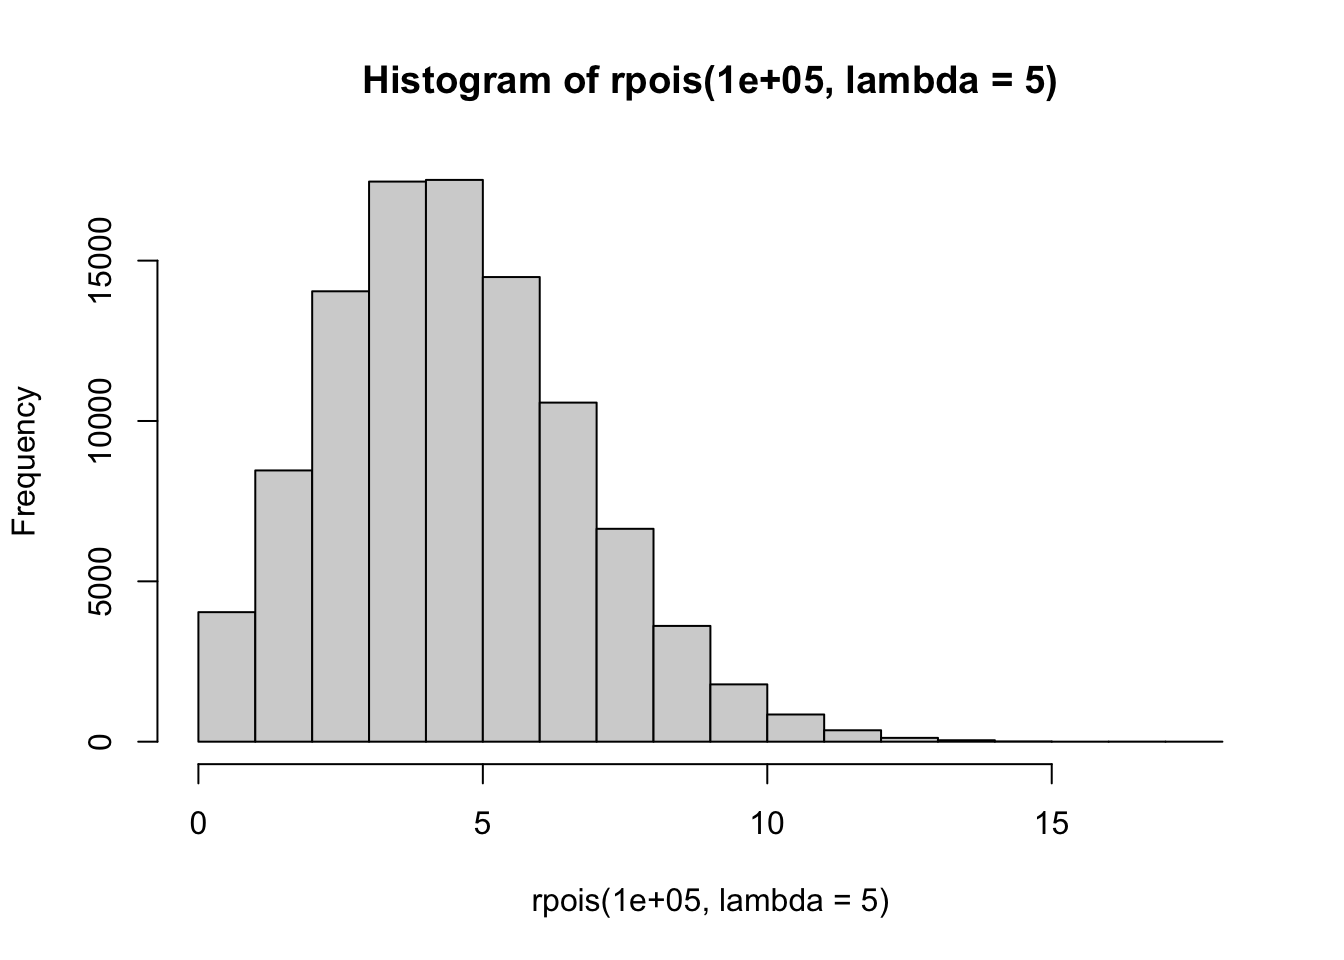 Histogram of rpois(1e+05, lambda = 5)
Frequency
15000
10000
5000
0
0 5 10 15
rpois(1e+05, lambda = 5)